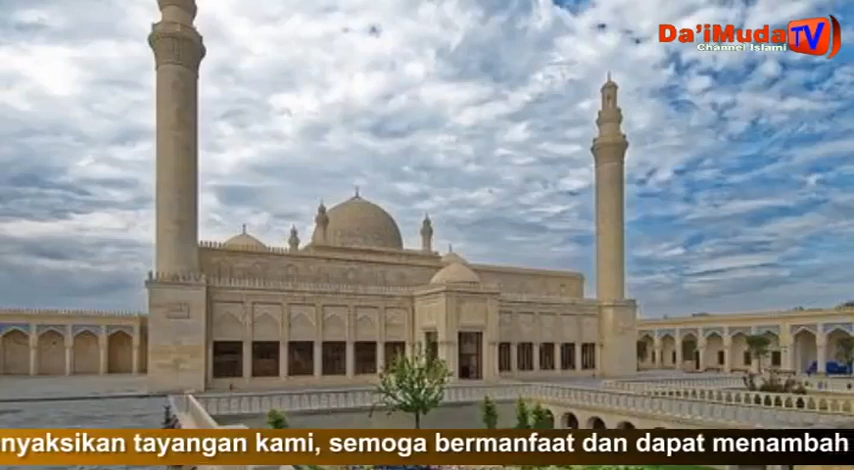 Da'iMuda TV
Channel Islami
nyaksikan tayangan kami, semoga bermanfaat dan dapat menambah